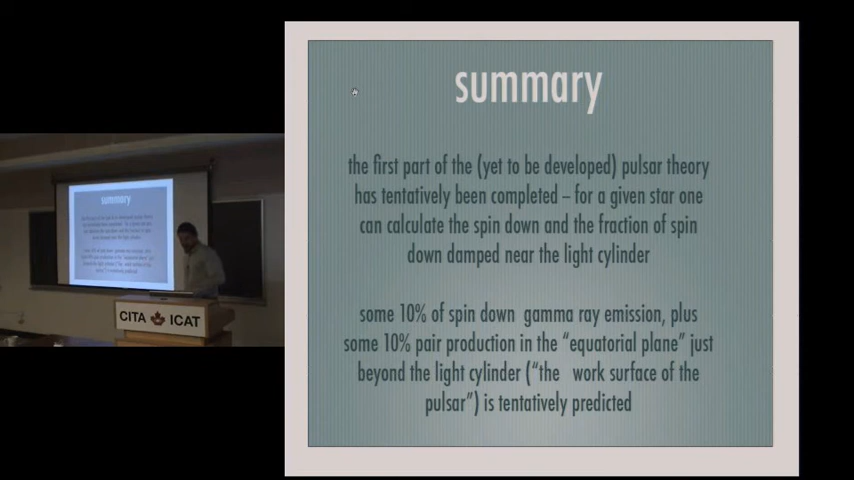 summary
the first part of the (yet to be developed) pulsar theory
has tentatively been completed – for a given star one
can calculate the spin down and the fraction of spin
down damped near the light cylinder
some 10% of spin down gamma ray emission, plus
some 10% pair production in the “equatorial plane” just
beyond the light cylinder (“the work surface of the
pulsar”) is tentatively predicted
summary
CITA ICAT